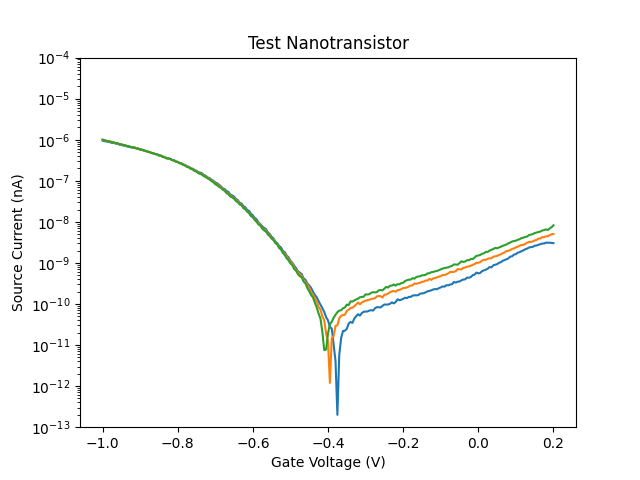 Test Nanotransistor
10⁻⁴
10⁻⁵
10⁻⁶
10⁻⁷
10⁻⁸
10⁻⁹
10⁻¹⁰
10⁻¹¹
10⁻¹²
10⁻¹³
Source Current (nA)
−1.0 −0.8 −0.6 −0.4 −0.2 0.0 0.2
Gate Voltage (V)